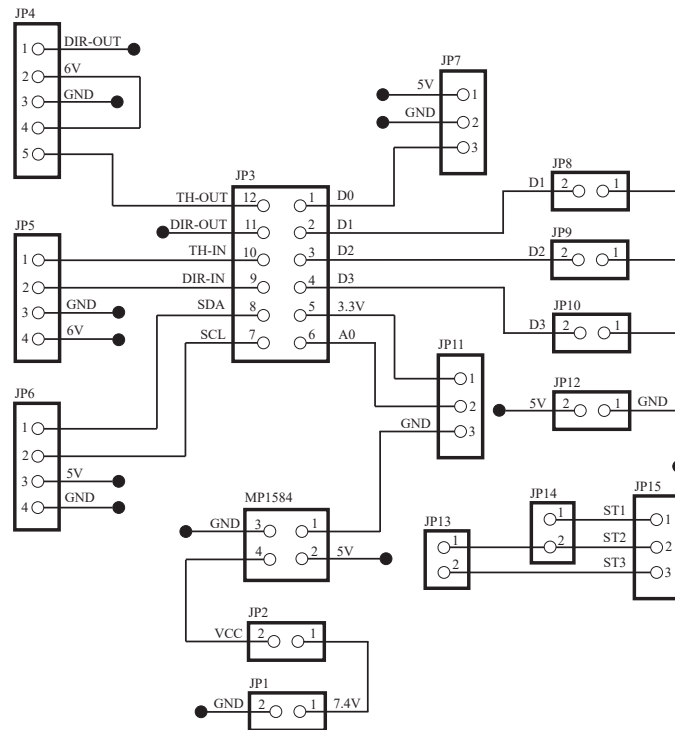 JP4
1 DIR-OUT
2 6V
3 GND
4
5
JP7
5V 1
GND 2
3
JP3
TH-OUT 12 1 D0
DIR-OUT 11 2 D1
TH-IN 10 3 D2
DIR-IN 9 4 D3
SDA 8 5 3.3V
SCL 7 6 A0
JP5
1
2
3 GND
4 6V
JP6
1
2
3 5V
4 GND
JP8
D1 2 1
JP9
D2 2 1
JP10
D3 2 1
JP11
1
2
GND 3
JP12
5V 2 1 GND
MP1584
GND 3 1
4 2 5V
JP13
1
2
JP14
1 ST1
2 ST2
ST3
JP15
1
2
3
JP2
VCC 2 1
JP1
GND 2 1 7.4V